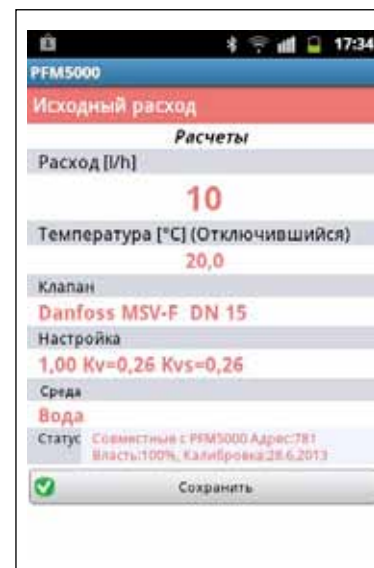 17:34
PFM5000
Исходный расход
Расчеты
Расход [l/h]
10
Температура [°C] (Отключившийся)
20,0
Клапан
Danfoss MSV-F DN 15
Настройка
1,00 Kv=0,26 Kvs=0,26
Среда
Вода
Статус Совместные с PFM5000 Адрес:781
Власть:100%, Калибровка:28.6.2013
Сохранить